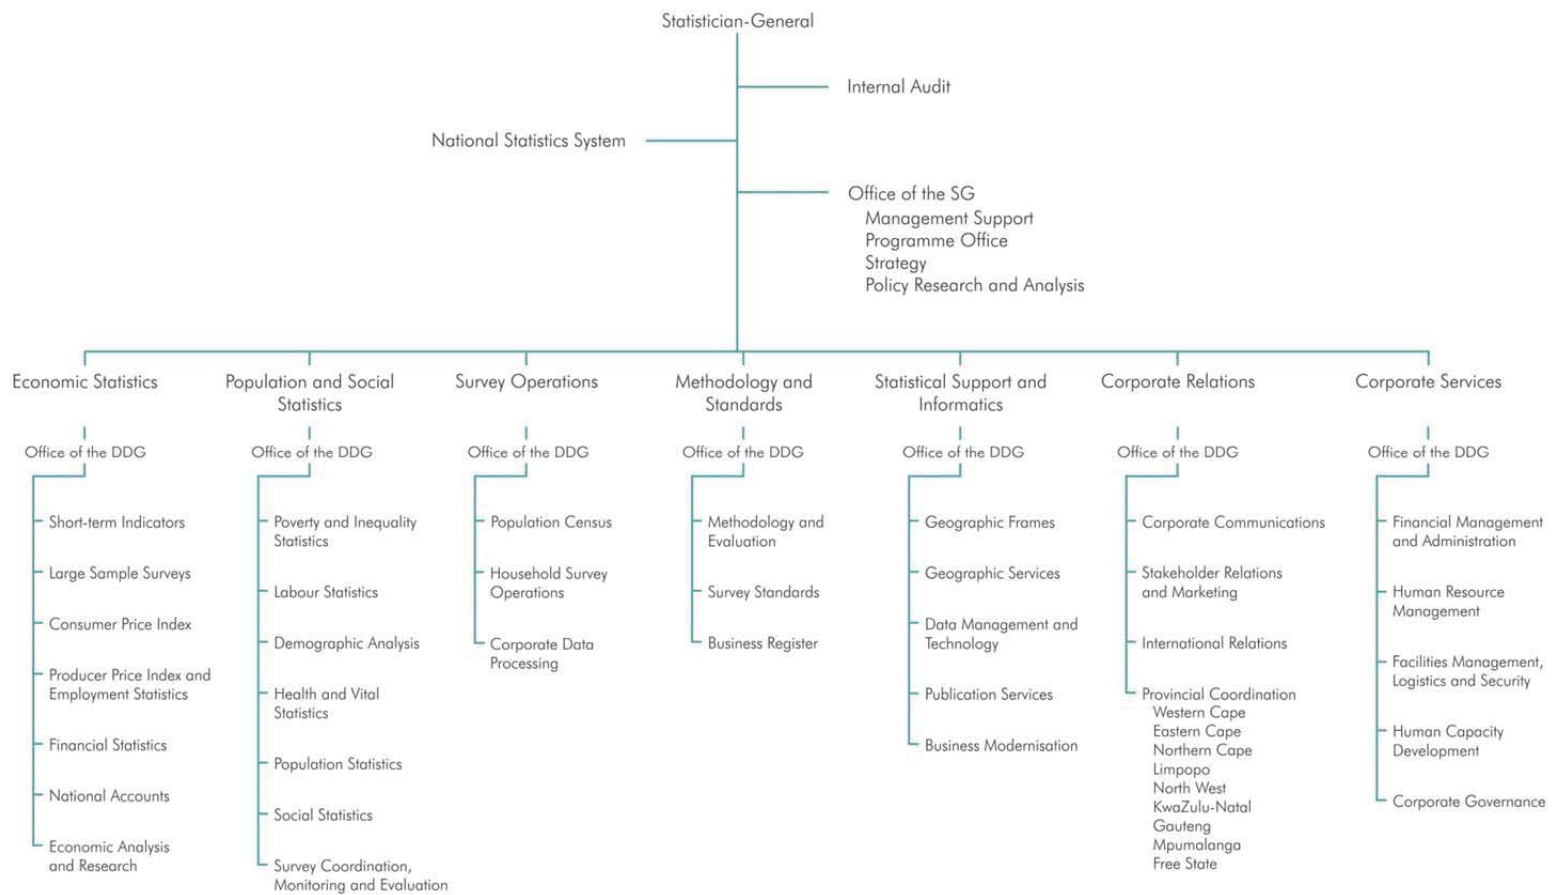 Statistician-General
Internal Audit
National Statistics System
Office of the SG
Management Support
Programme Office
Strategy
Policy Research and Analysis
Economic Statistics
Office of the DDG
Short-term Indicators
Large Sample Surveys
Consumer Price Index
Producer Price Index and
Employment Statistics
Financial Statistics
National Accounts
Economic Analysis
and Research
Population and Social
Statistics
Office of the DDG
Poverty and Inequality
Statistics
Labour Statistics
Demographic Analysis
Health and Vital
Statistics
Population Statistics
Social Statistics
Survey Coordination,
Monitoring and Evaluation
Survey Operations
Office of the DDG
Population Census
Household Survey
Operations
Corporate Data
Processing
Methodology and
Standards
Office of the DDG
Methodology and
Evaluation
Survey Standards
Business Register
Statistical Support and
Informatics
Office of the DDG
Geographic Frames
Geographic Services
Data Management and
Technology
Publication Services
Business Modernisation
Corporate Relations
Office of the DDG
Corporate Communications
Stakeholder Relations
and Marketing
International Relations
Provincial Coordination
Western Cape
Eastern Cape
Northern Cape
Limpopo
North West
KwaZulu-Natal
Gauteng
Mpumalanga
Free State
Corporate Services
Office of the DDG
Financial Management
and Administration
Human Resource
Management
Facilities Management,
Logistics and Security
Human Capacity
Development
Corporate Governance